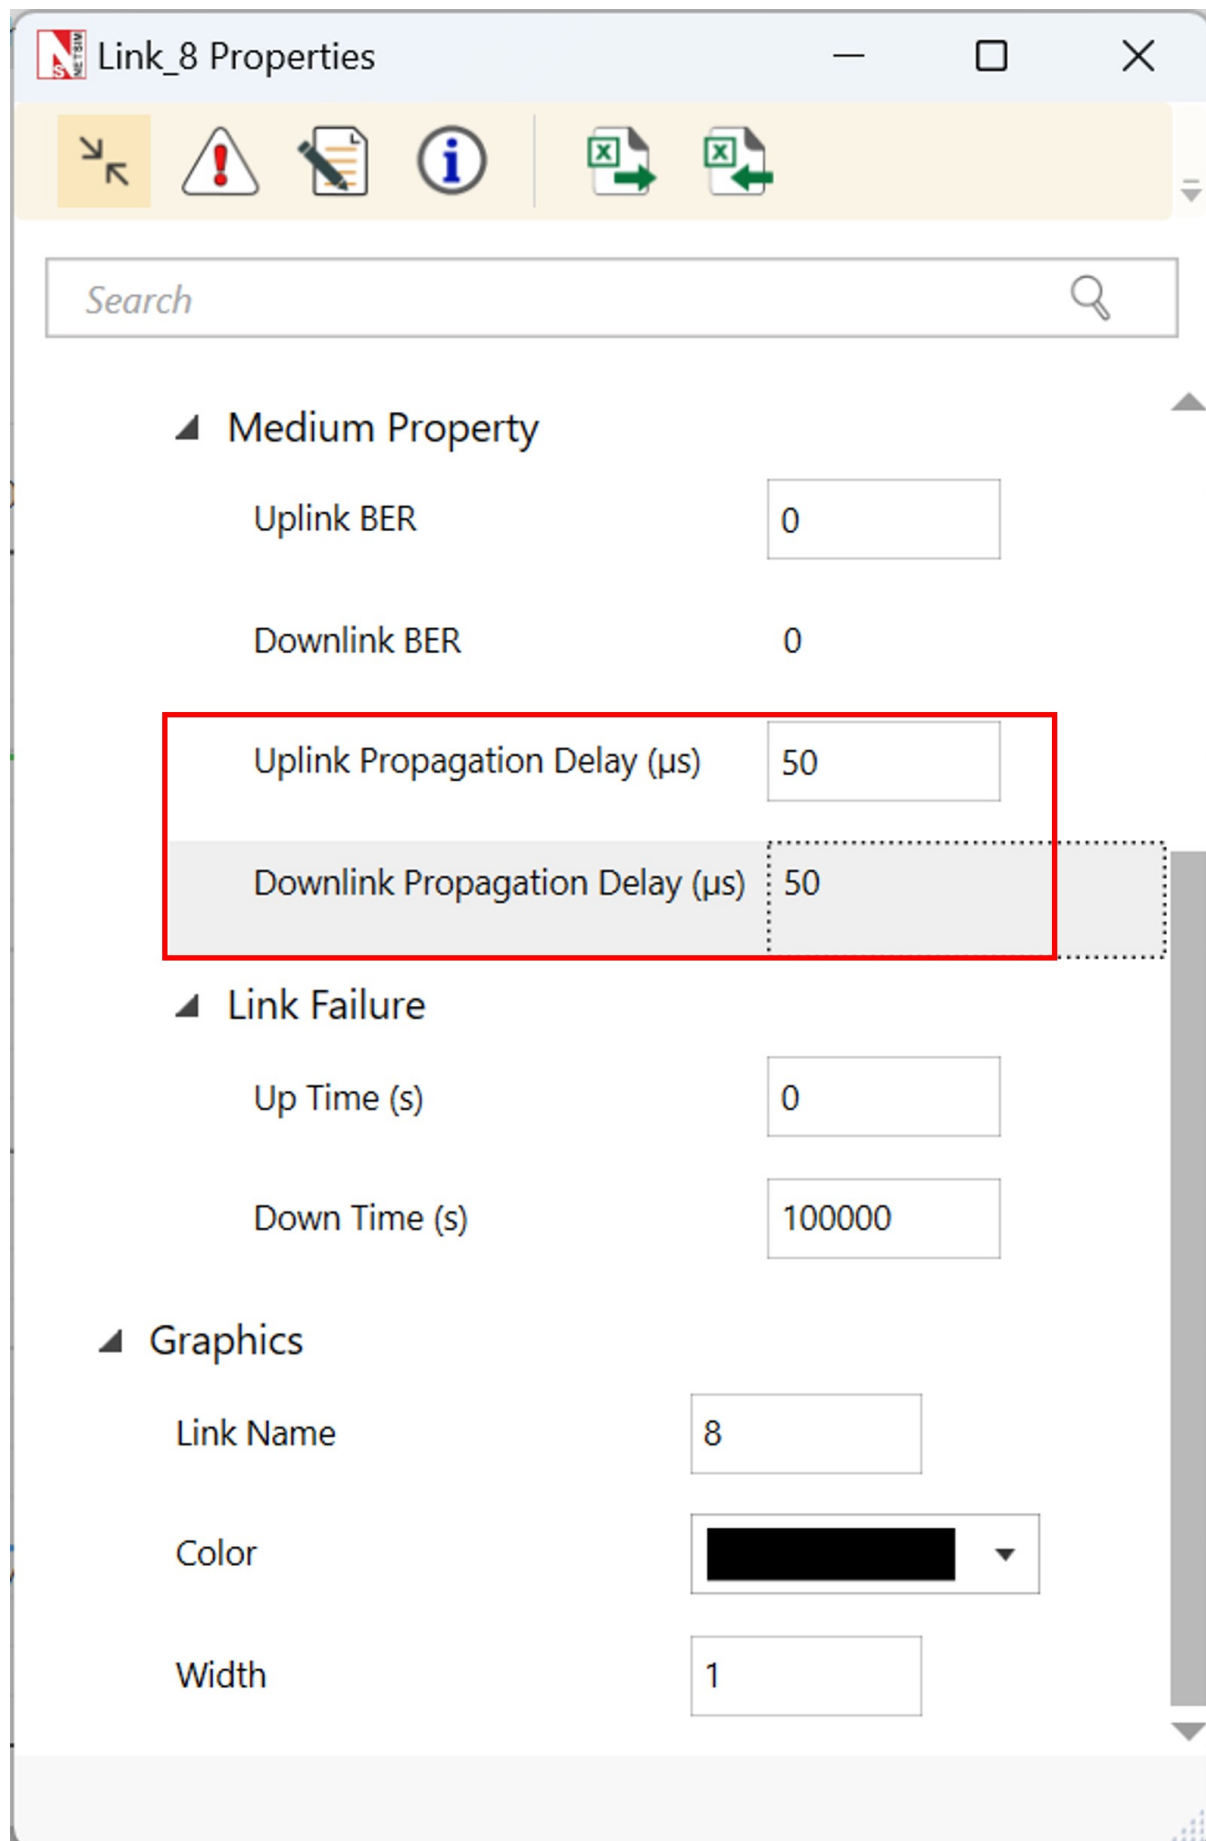 NETSIM
Link_8 Properties
Search
Medium Property
Uplink BER 0
Downlink BER 0
Uplink Propagation Delay (µs) 50
Downlink Propagation Delay (µs) 50
Link Failure
Up Time (s) 0
Down Time (s) 100000
Graphics
Link Name 8
Color
Width 1